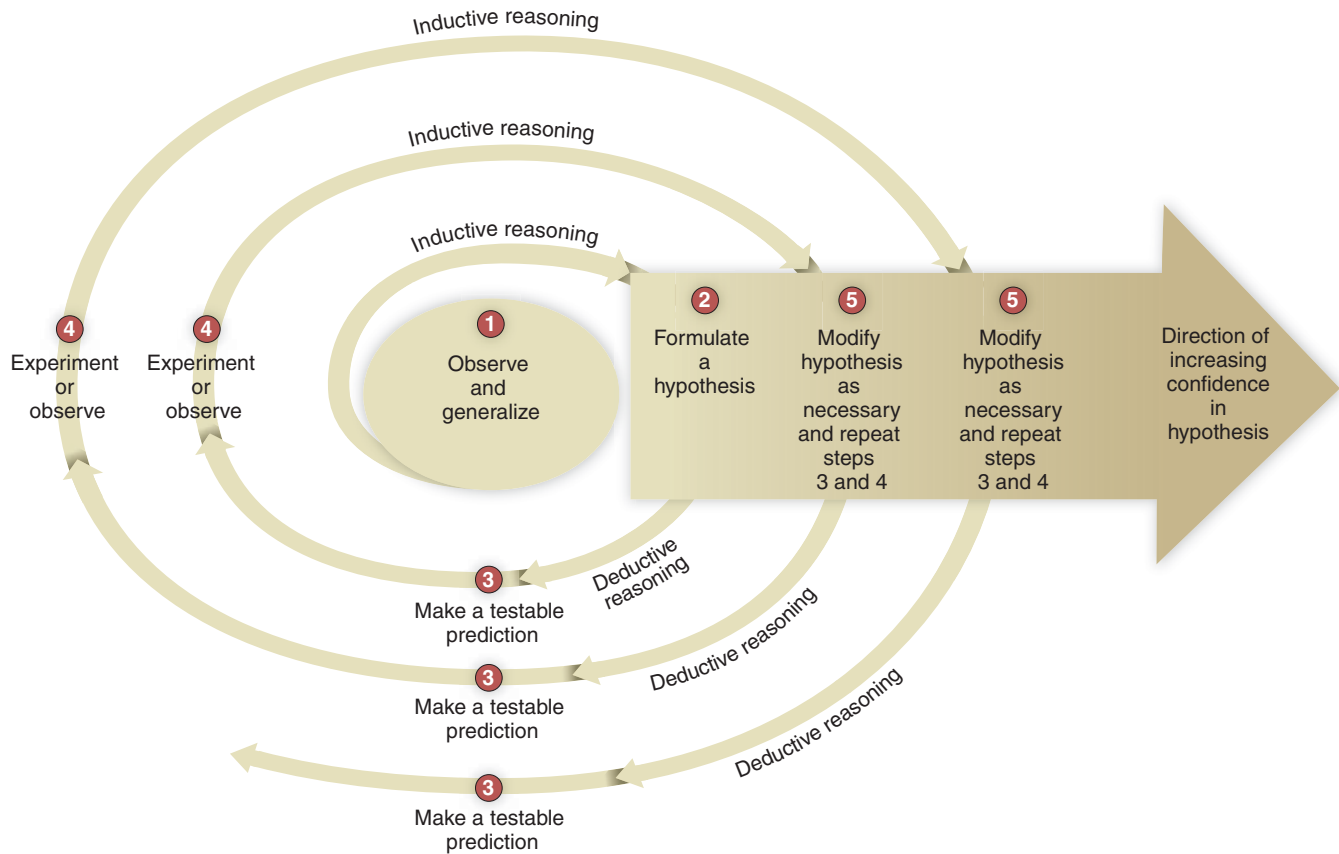 Inductive reasoning
Inductive reasoning
Inductive reasoning
4
Experiment
or
observe
4
Experiment
or
observe
1
Observe
and
generalize
2
Formulate
a
hypothesis
5
Modify
hypothesis
as
necessary
and repeat
steps
3 and 4
5
Modify
hypothesis
as
necessary
and repeat
steps
3 and 4
Direction of
increasing
confidence
in
hypothesis
Deductive
reasoning
3
Make a testable
prediction
Deductive reasoning
3
Make a testable
prediction
Deductive reasoning
3
Make a testable
prediction